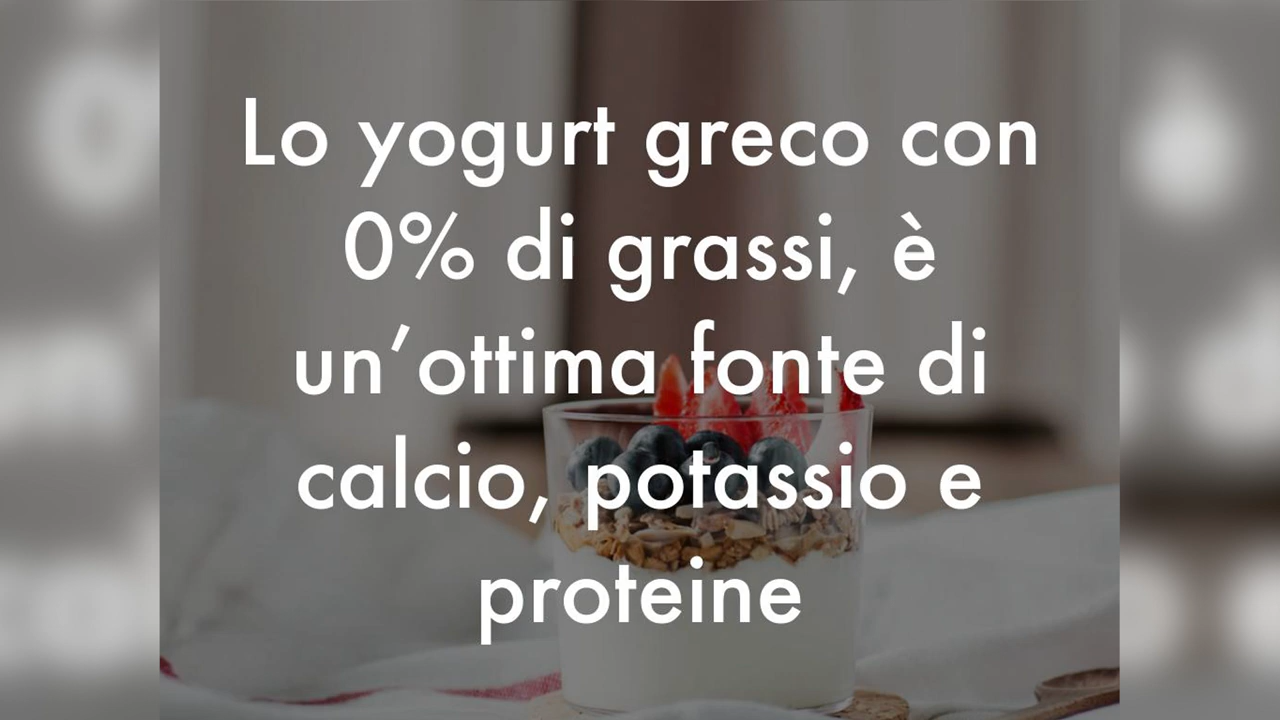 Lo yogurt greco con
0% di grassi, è
un’ottima fonte di
calcio, potassio e
proteine